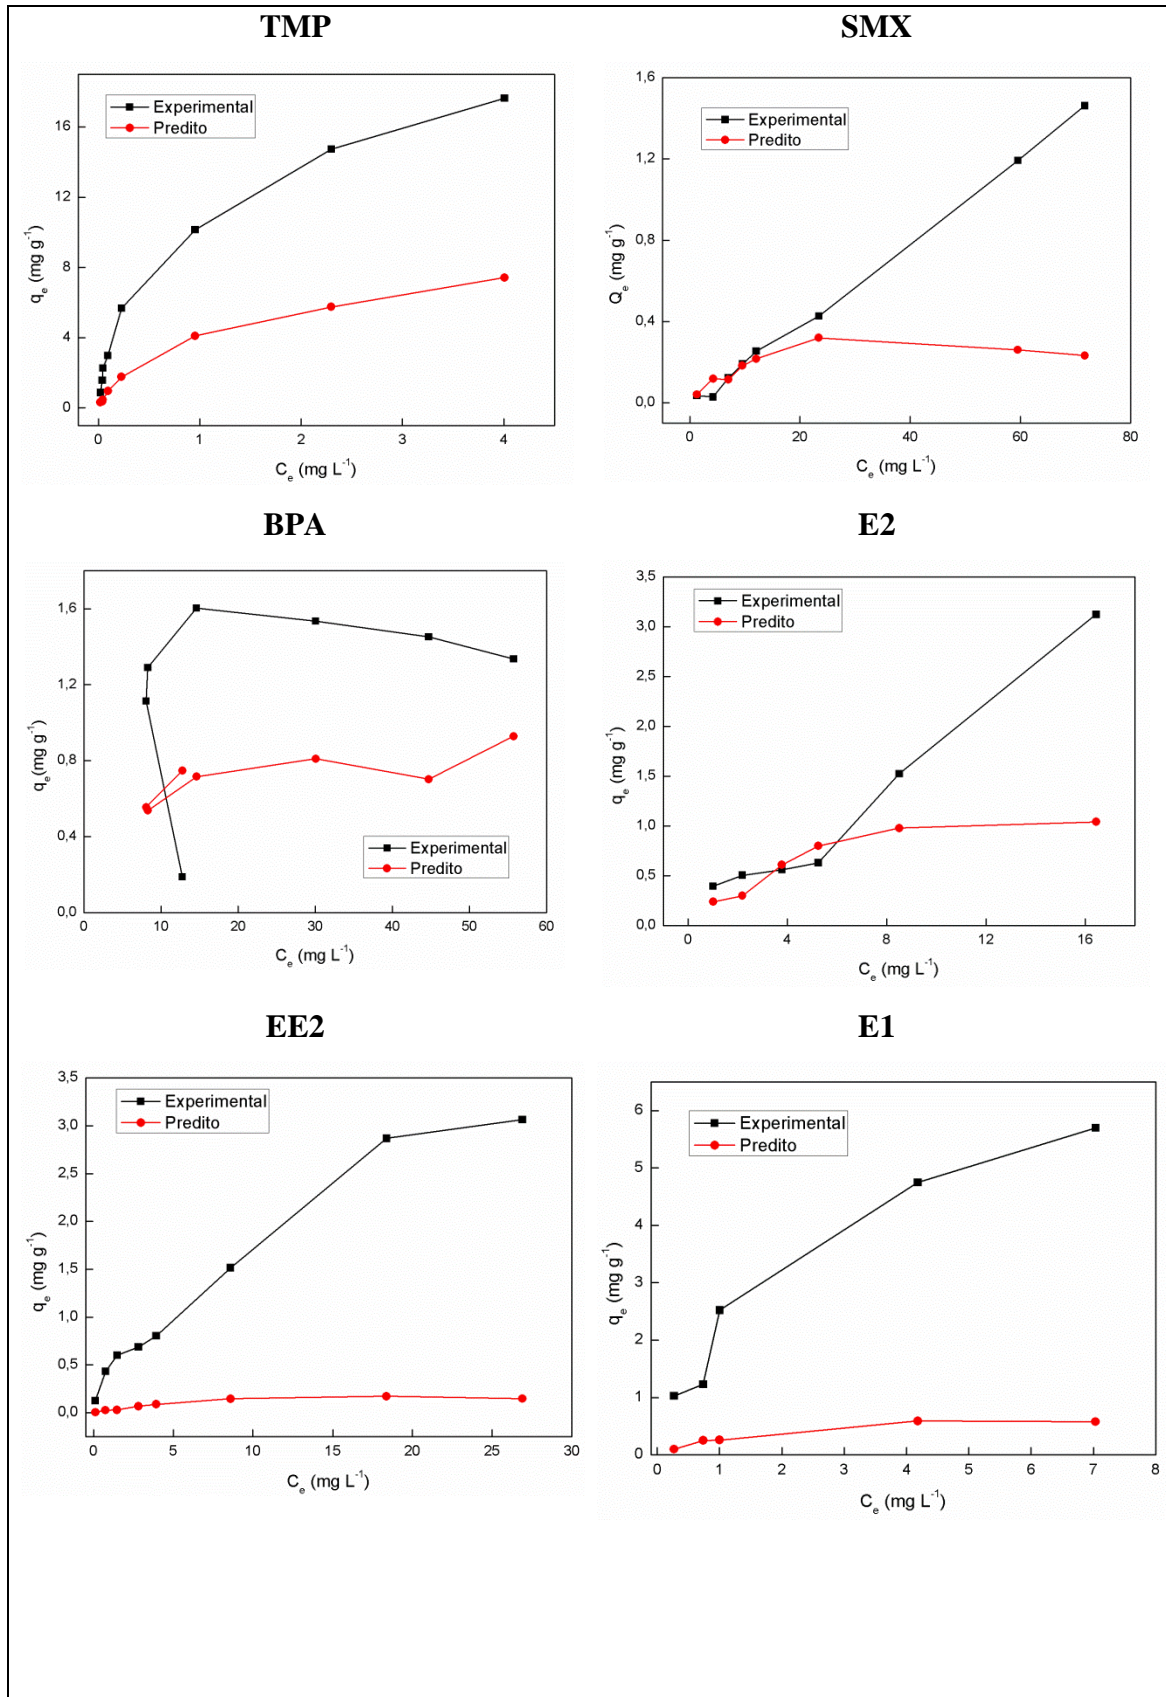 TMP
Experimental
Predito
16
12
8
4
0
0
1
2
3
4
qe (mg g-1)
Ce (mg L-1)
SMX
1,6
Experimental
Predito
1,2
0,8
0,4
0,0
0
20
40
60
80
Qe (mg g-1)
Ce (mg L-1)
BPA
1,6
1,2
0,8
0,4
0,0
Experimental
Predito
0
10
20
30
40
50
60
qe(mg g-1)
Ce (mg L-1)
E2
3,5
Experimental
Predito
3,0
2,5
2,0
1,5
1,0
0,5
0,0
0
4
8
12
16
qe (mg g-1)
Ce (mg L-1)
EE2
3,5
Experimental
Predito
3,0
2,5
2,0
1,5
1,0
0,5
0,0
0
5
10
15
20
25
30
qe (mg g-1)
Ce (mg L-1)
E1
6
Experimental
Predito
5
4
3
2
1
0
0
1
2
3
4
5
6
7
8
qe (mg g-1)
Ce (mg L-1)